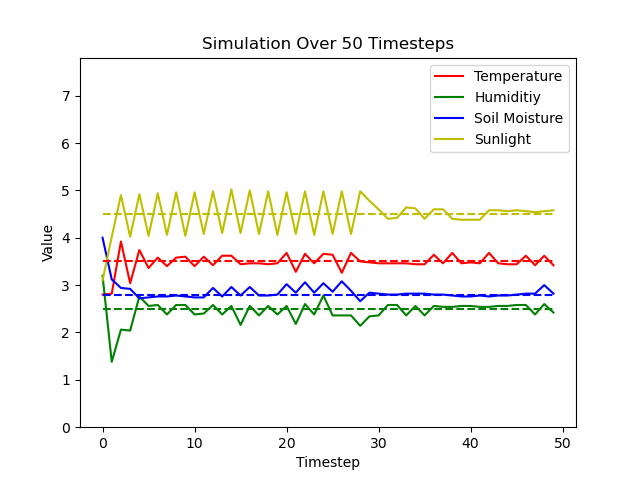 Simulation Over 50 Timesteps
Temperature
Humiditiy
Soil Moisture
Sunlight
Value
7
6
5
4
3
2
1
0
0 10 20 30 40 50
Timestep